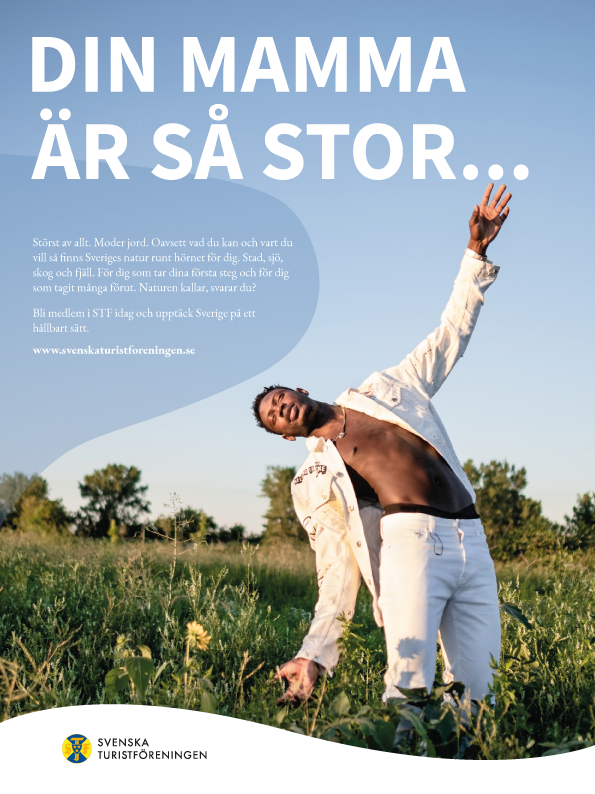 DIN MAMMA
ÄR SÅ STOR...
Störst av allt. Moder jord. Oavsett vad du kan och vart du
vill så finns Sveriges natur runt hörnet för dig. Stad, sjö,
skog och fjäll. För dig som tar dina första steg och för dig
som tagit många förut. Naturen kallar, svarar du?
Bli medlem i STF idag och upptäck Sverige på ett
hållbart sätt.
www.svenskaturistforeningen.se
SVENSKA
TURISTFÖRENINGEN